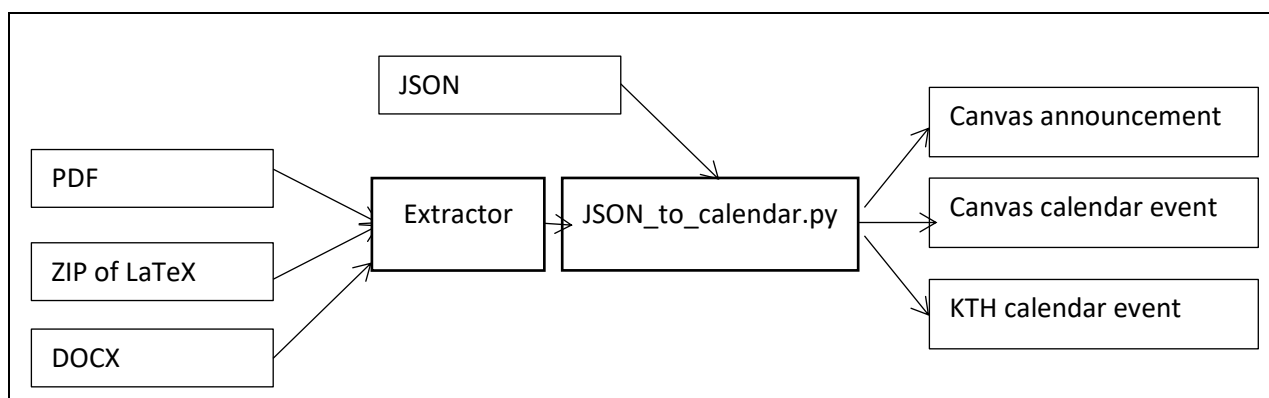 JSON
PDF
ZIP of LaTeX
DOCX
Extractor
JSON_to_calendar.py
Canvas announcement
Canvas calendar event
KTH calendar event